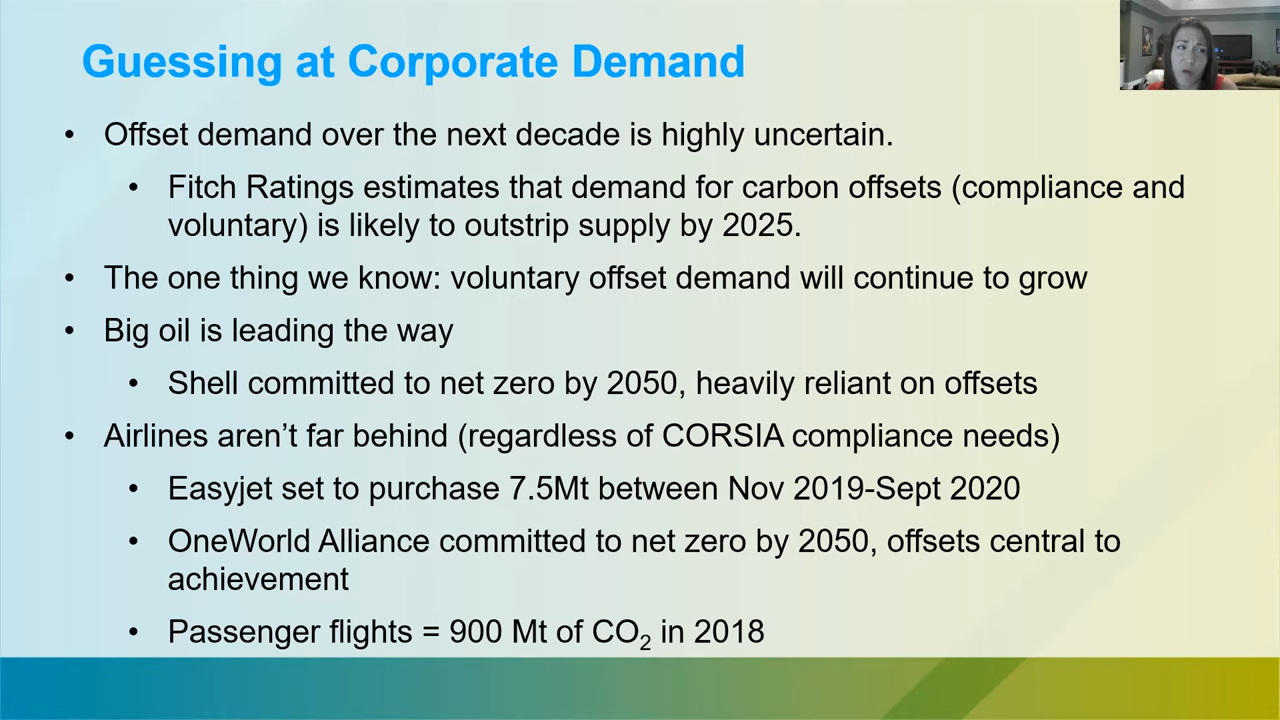 Guessing at Corporate Demand
• Offset demand over the next decade is highly uncertain.
• Fitch Ratings estimates that demand for carbon offsets (compliance and
voluntary) is likely to outstrip supply by 2025.
• The one thing we know: voluntary offset demand will continue to grow
• Big oil is leading the way
• Shell committed to net zero by 2050, heavily reliant on offsets
• Airlines aren’t far behind (regardless of CORSIA compliance needs)
• Easyjet set to purchase 7.5Mt between Nov 2019-Sept 2020
• OneWorld Alliance committed to net zero by 2050, offsets central to
achievement
• Passenger flights = 900 Mt of CO₂ in 2018